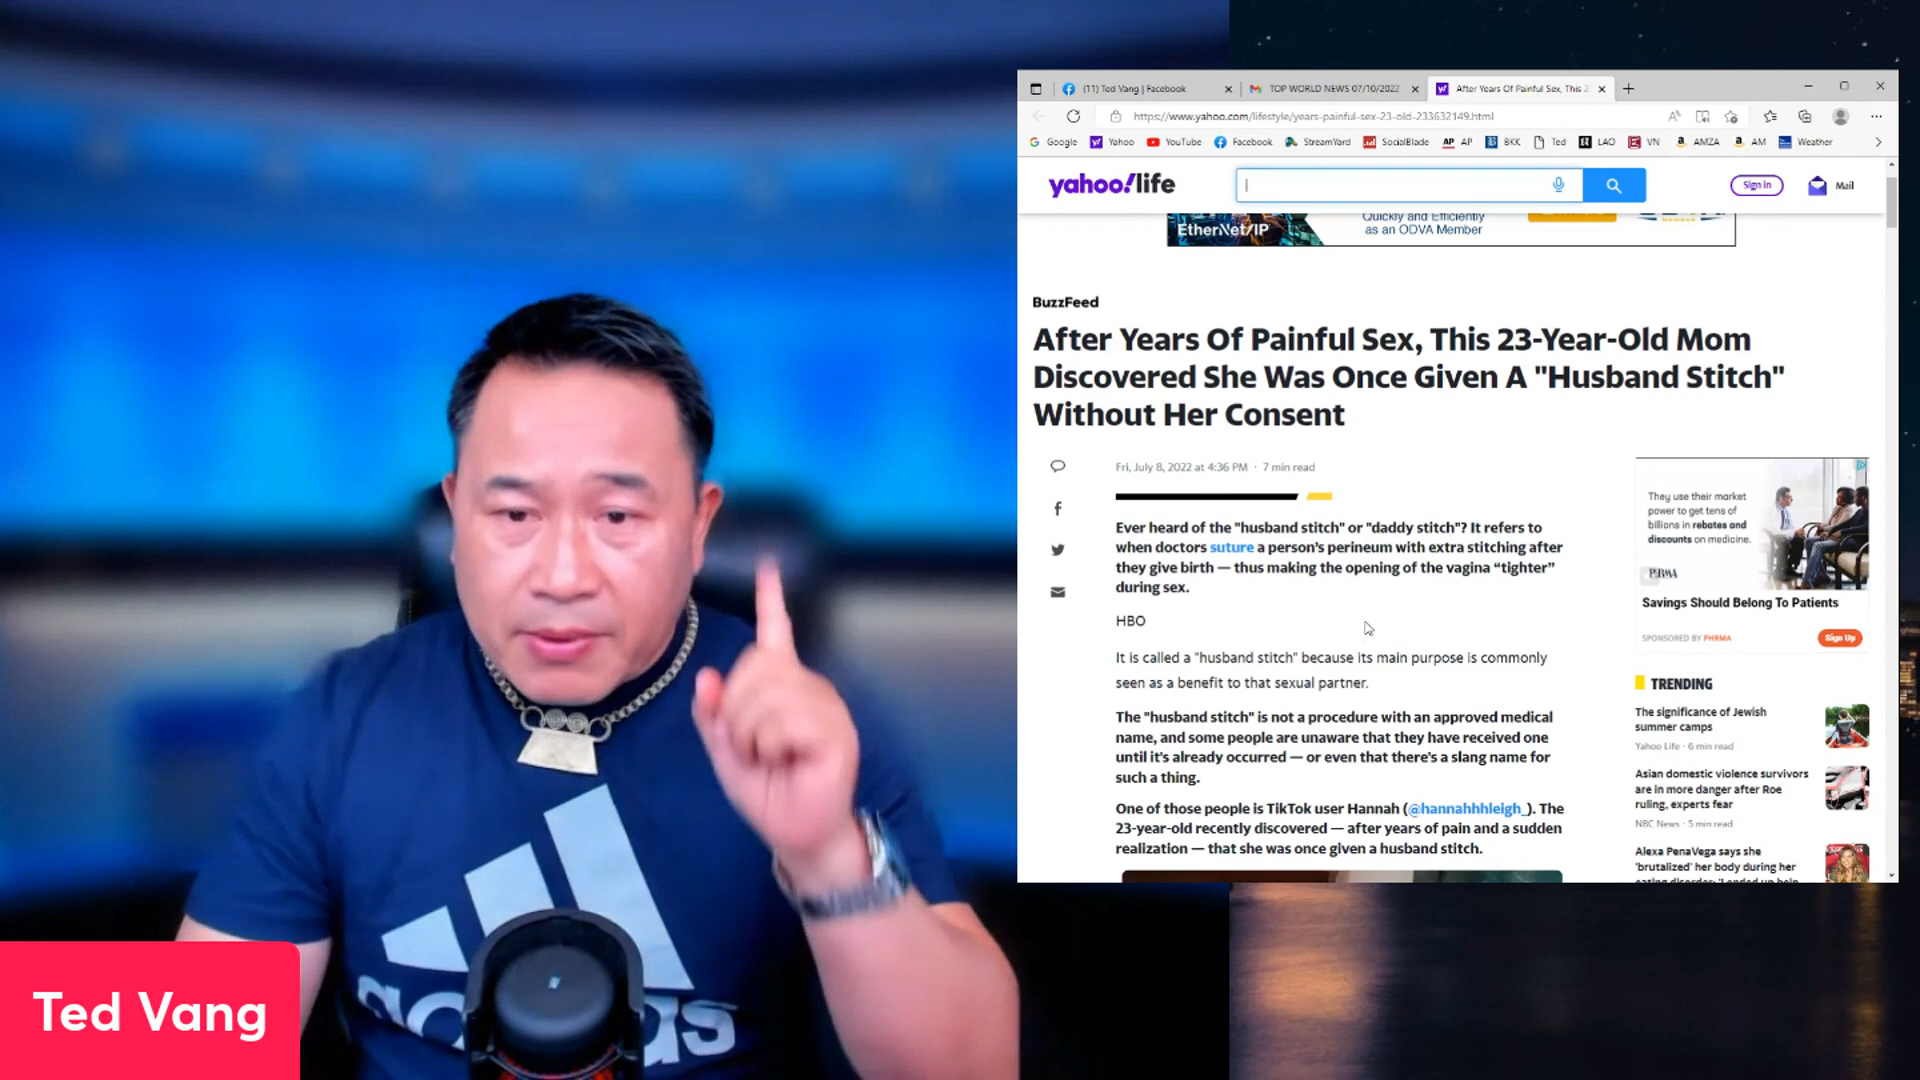 (11) Ted Vang | Facebook
TOP WORLD NEWS 07/10/2022
After Years Of Painful Sex, This 2
https://www.yahoo.com/lifestyle/years-painful-sex-23-old-233632149.html
Google
Yahoo
YouTube
Facebook
StreamYard
SocialBlade
AP AP
BKK
Ted
LAO
VN
AMZA
AM
Weather
yahoo!life
Sign in
Mail
EtherNet/IP
Quickly and Efficiently
as an ODVA Member
BuzzFeed
After Years Of Painful Sex, This 23-Year-Old Mom
Discovered She Was Once Given A "Husband Stitch"
Without Her Consent
Fri, July 8, 2022 at 4:36 PM · 7 min read
Ever heard of the "husband stitch" or "daddy stitch"? It refers to
when doctors suture a person's perineum with extra stitching after
they give birth — thus making the opening of the vagina “tighter”
during sex.
HBO
It is called a "husband stitch" because its main purpose is commonly
seen as a benefit to that sexual partner.
The "husband stitch" is not a procedure with an approved medical
name, and some people are unaware that they have received one
until it's already occurred — or even that there's a slang name for
such a thing.
One of those people is TikTok user Hannah (@hannahhhleigh_). The
23-year-old recently discovered — after years of pain and a sudden
realization — that she was once given a husband stitch.
They use their market
power to get tens of
billions in rebates and
discounts on medicine.
PhRMA
Savings Should Belong To Patients
SPONSORED BY PHRMA
Sign Up
TRENDING
The significance of Jewish
summer camps
Yahoo Life · 6 min read
Asian domestic violence survivors
are in more danger after Roe
ruling, experts fear
NBC News · 5 min read
Alexa PenaVega says she
'brutalized' her body during her
eating disorder: 'I ended up help
adidas
Ted Vang